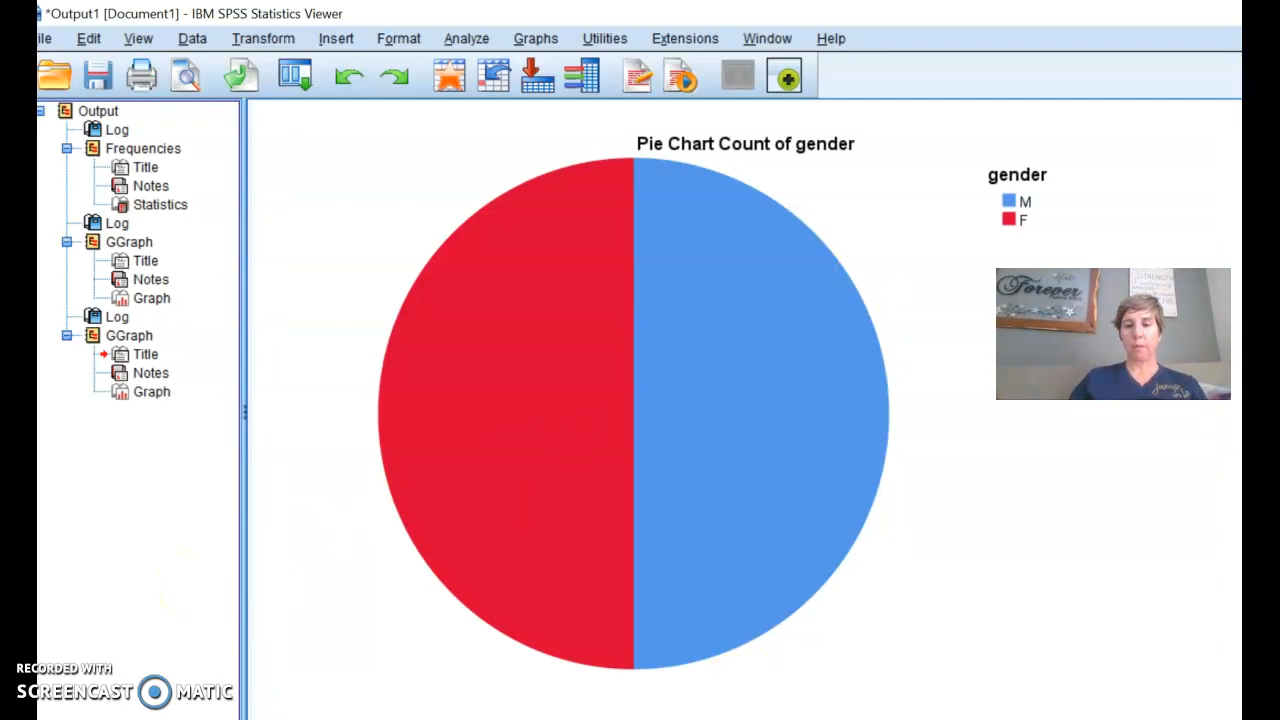 *Output1 [Document1] - IBM SPSS Statistics Viewer
ile Edit View Data Transform Insert Format Analyze Graphs Utilities Extensions Window Help
Output
Log
Frequencies
Title
Notes
Statistics
Log
GGraph
Title
Notes
Graph
Log
GGraph
Title
Notes
Graph
Pie Chart Count of gender
gender
M
F
Forever
STRENGTH
RECORDED WITH
SCREENCAST MATIC